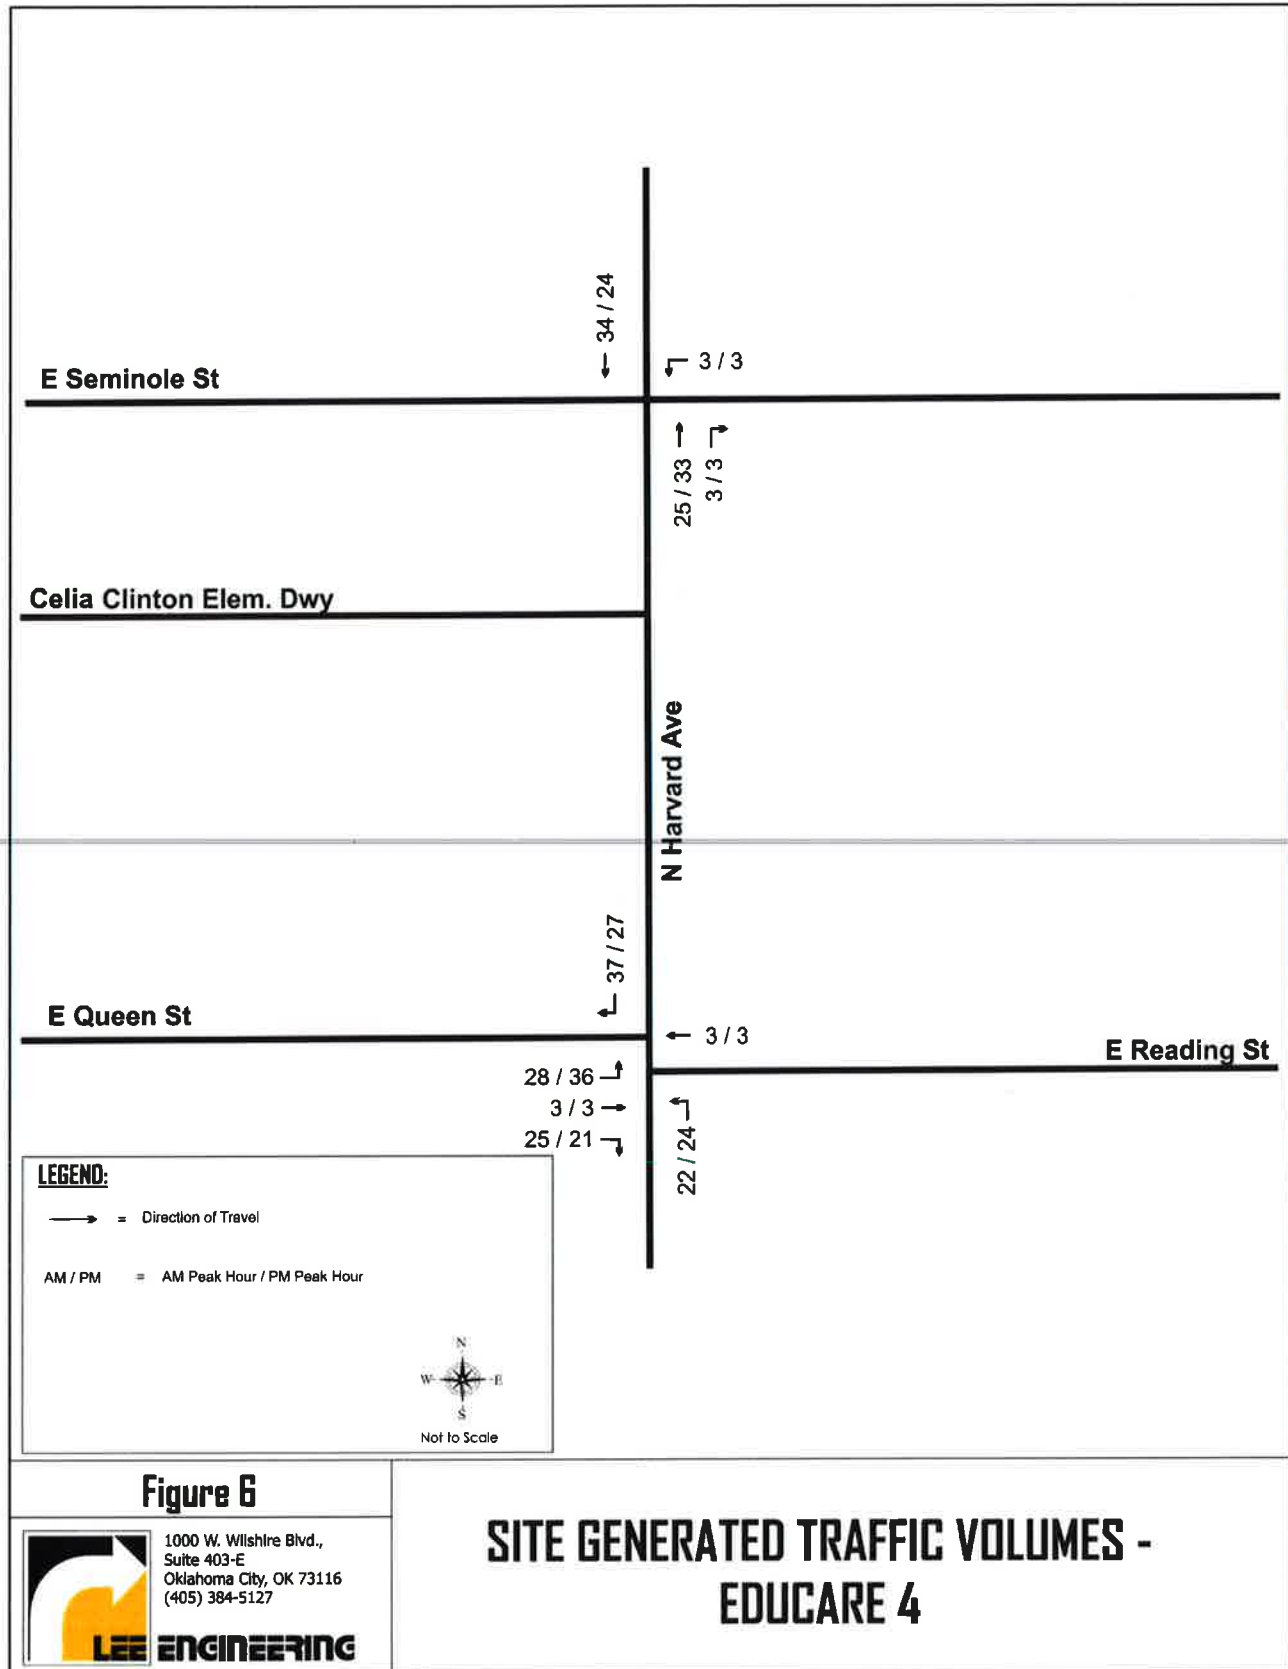 34 / 24
3 / 3
E Seminole St
25 / 33
3 / 3
Celia Clinton Elem. Dwy
N Harvard Ave
37 / 27
E Queen St
3 / 3
E Reading St
28 / 36
3 / 3
25 / 21
22 / 24
LEGEND:
= Direction of Travel
AM / PM = AM Peak Hour / PM Peak Hour
N
W E
S
Not to Scale
Figure 6
1000 W. Wilshire Blvd.,
Suite 403-E
Oklahoma City, OK 73116
(405) 384-5127
LEE ENGINEERING
SITE GENERATED TRAFFIC VOLUMES -
EDUCARE 4